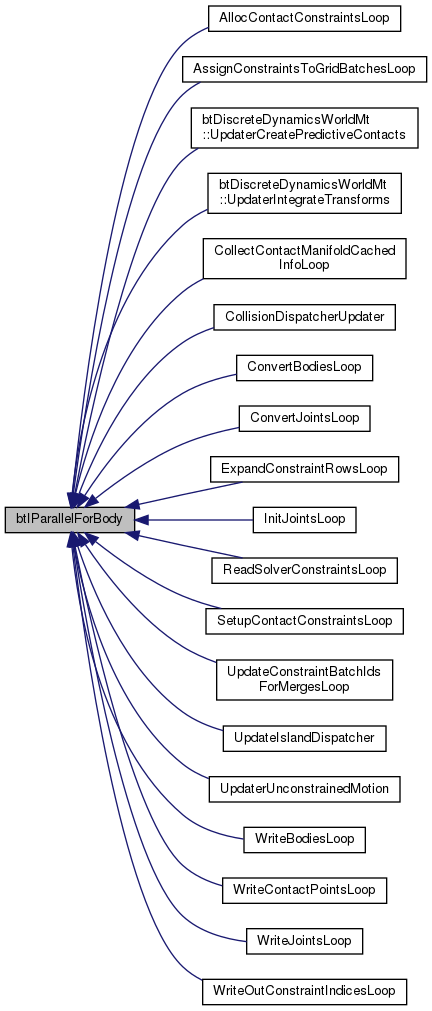 AllocContactConstraintsLoop
AssignConstraintsToGridBatchesLoop
btDiscreteDynamicsWorldMt
::UpdaterCreatePredictiveContacts
btDiscreteDynamicsWorldMt
::UpdaterIntegrateTransforms
CollectContactManifoldCached
InfoLoop
CollisionDispatcherUpdater
ConvertBodiesLoop
ConvertJointsLoop
ExpandConstraintRowsLoop
btIParallelForBody
InitJointsLoop
ReadSolverConstraintsLoop
SetupContactConstraintsLoop
UpdateConstraintBatchIds
ForMergesLoop
UpdateIslandDispatcher
UpdaterUnconstrainedMotion
WriteBodiesLoop
WriteContactPointsLoop
WriteJointsLoop
WriteOutConstraintIndicesLoop